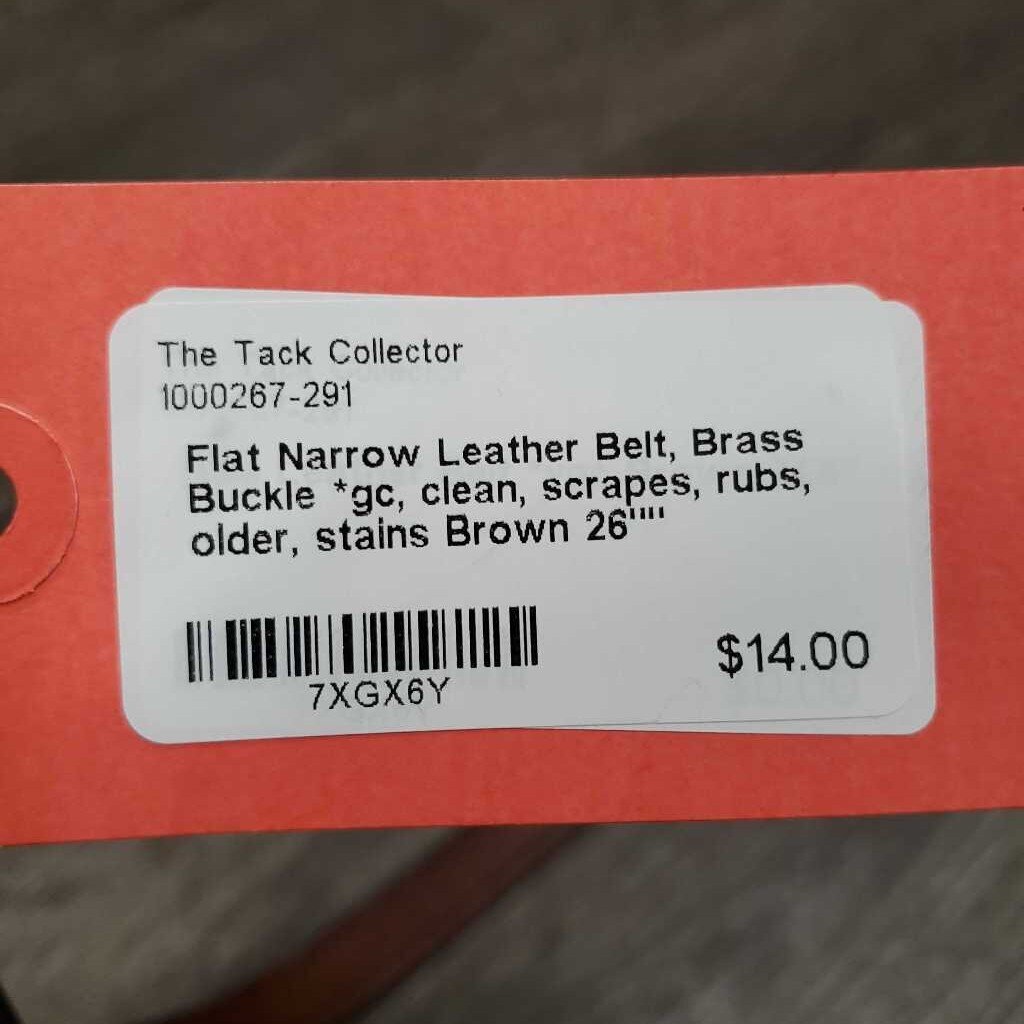 The Tack Collector
1000267-291
Flat Narrow Leather Belt, Brass
Buckle *gc, clean, scrapes, rubs,
older, stains Brown 26""
7XGX6Y
$14.00